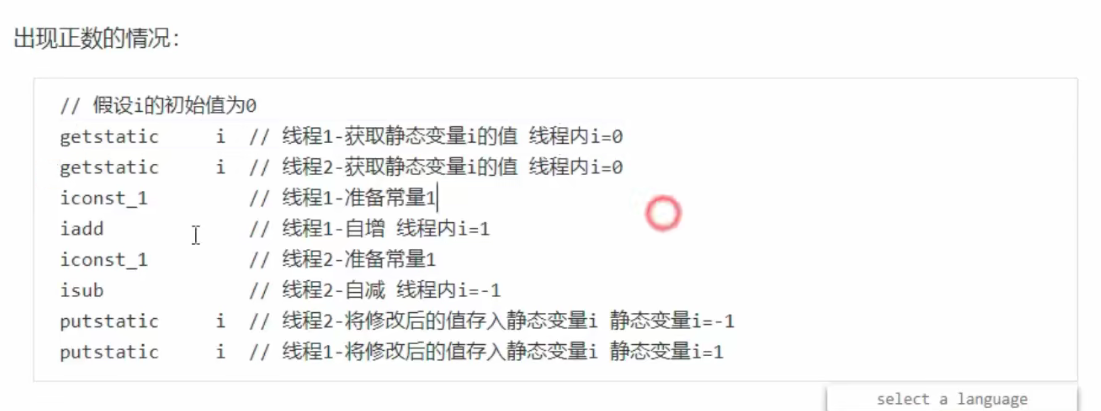 出现正数的情况:
// 假设i的初始值为0
getstatic i // 线程1-获取静态变量i的值 线程内i=0
getstatic i // 线程2-获取静态变量i的值 线程内i=0
iconst_1 // 线程1-准备常量1
iadd // 线程1-自增 线程内i=1
iconst_1 // 线程2-准备常量1
isub // 线程2-自减 线程内i=-1
putstatic i // 线程2-将修改后的值存入静态变量i 静态变量i=-1
putstatic i // 线程1-将修改后的值存入静态变量i 静态变量i=1
select a language